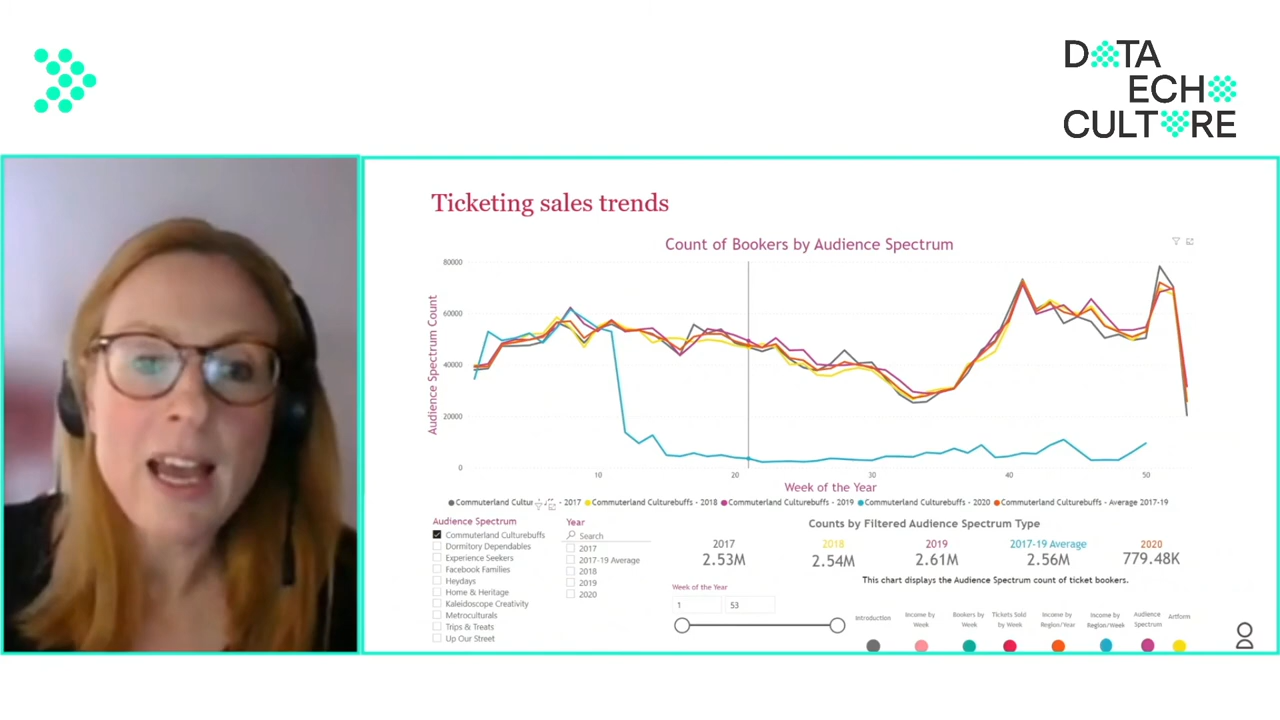 DATA
ECHO
CULTURE
Ticketing sales trends
Count of Bookers by Audience Spectrum
Audience Spectrum Count
80000
60000
40000
20000
0
10
20
30
40
50
Week of the Year
Commuterland Cultur - 2017 Commuterland Culturebuffs - 2018 Commuterland Culturebuffs - 2019 Commuterland Culturebuffs - 2020 Commuterland Culturebuffs - Average 2017-19
Audience Spectrum
Commuterland Culturebuffs
Dormitory Dependables
Experience Seekers
Facebook Families
Heydays
Home & Heritage
Kaleidoscope Creativity
Metroculturals
Trips & Treats
Up Our Street
Year
Search
2017
2017-19 Average
2018
2019
2020
Counts by Filtered Audience Spectrum Type
2017 2018 2019 2017-19 Average 2020
2.53M 2.54M 2.61M 2.56M 779.48K
This chart displays the Audience Spectrum count of ticket bookers.
Week of the Year
1 53
Introduction
Income by
Week
Bookers by
Week
Tickets Sold
by Week
Income by
Region/Year
Income by
Region/Week
Audience
Spectrum
Artform